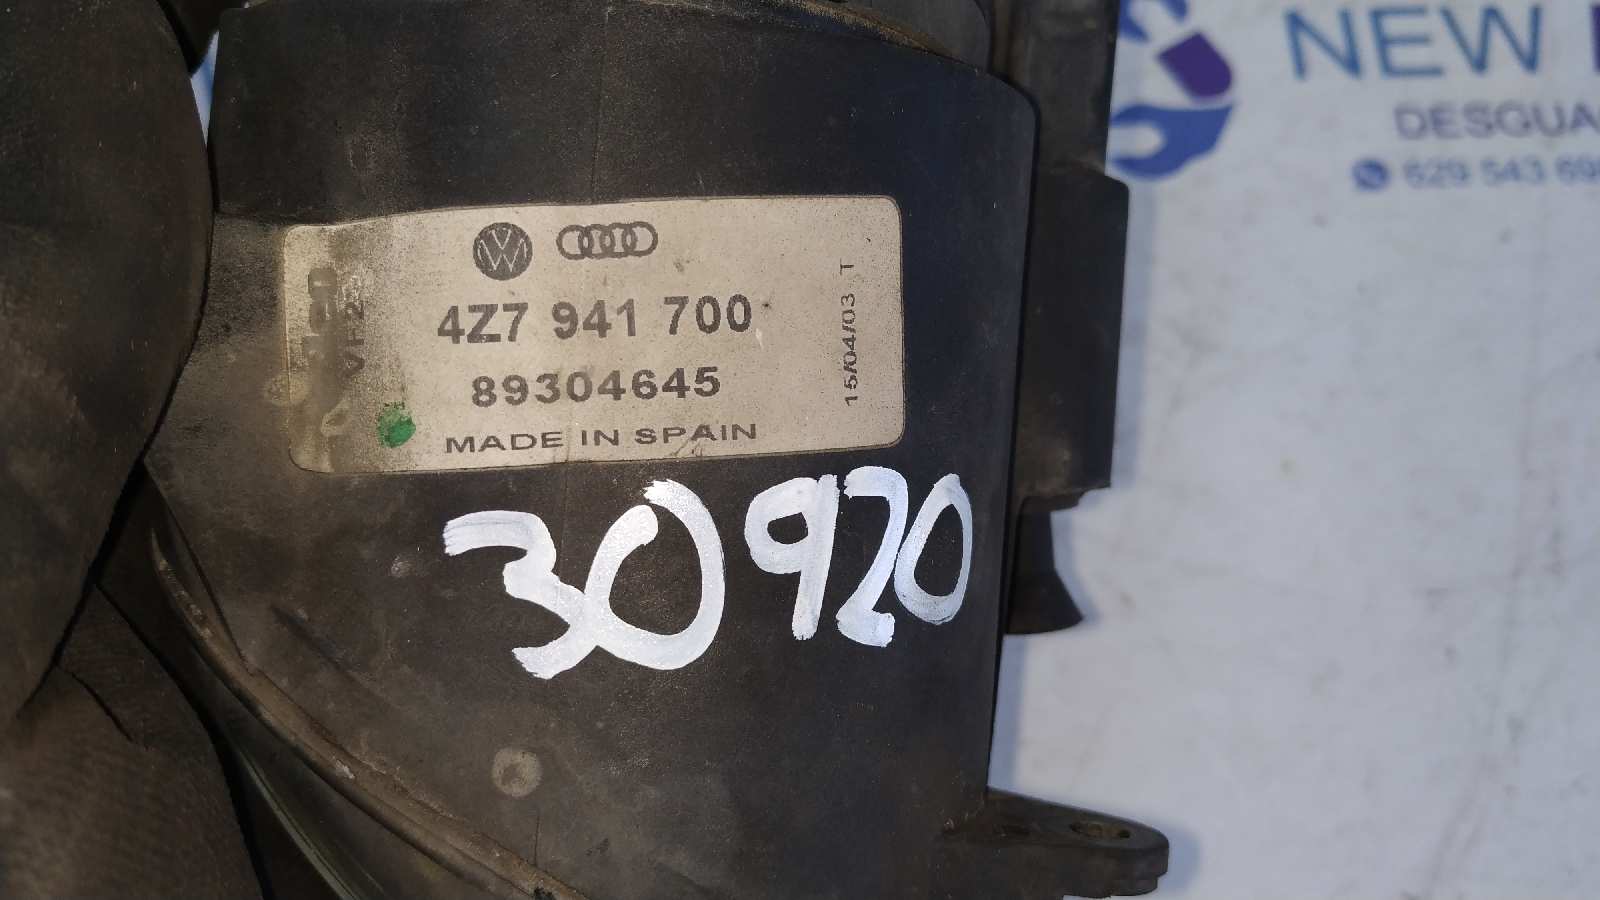 NEW
DESGUA
629 543 69
4Z7 941 700
89304645
MADE IN SPAIN
15/04/03 T
30920